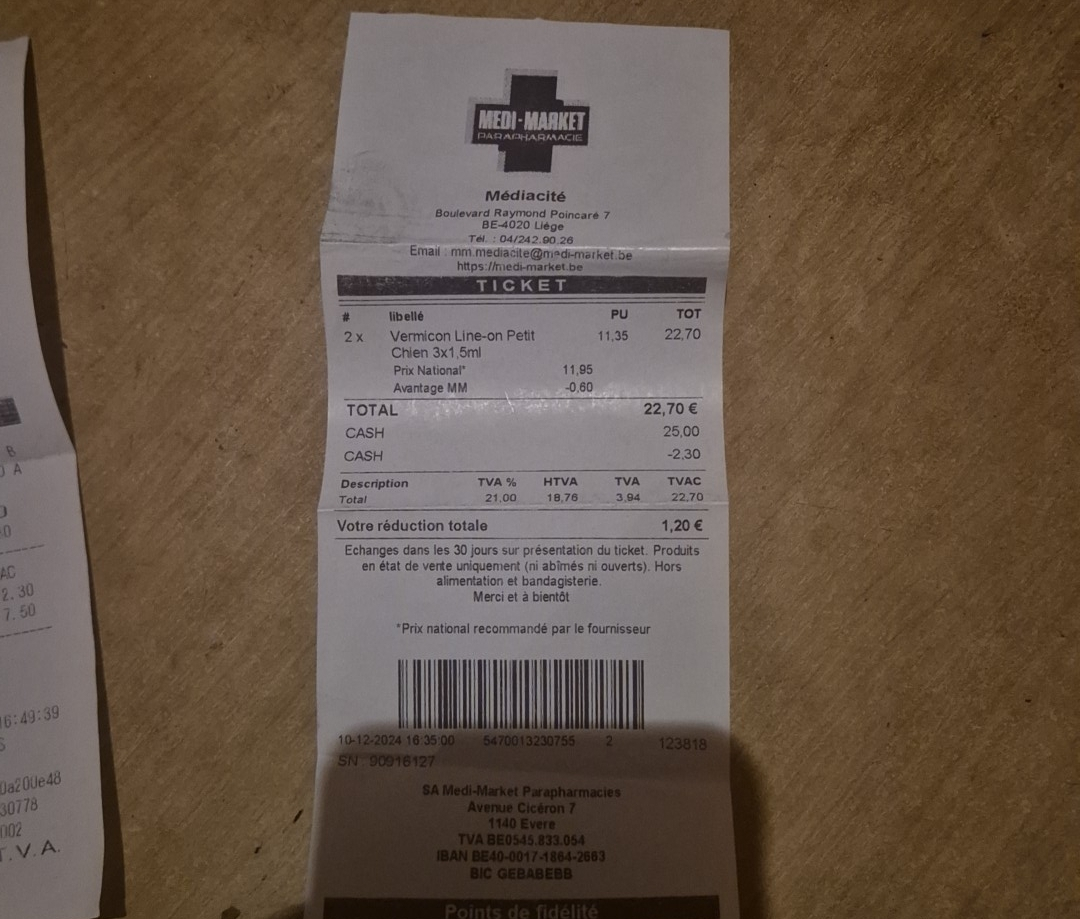 MEDI-MARKET
PARAPHARMACIE
Médiacité
Boulevard Raymond Poincaré 7
BE-4020 Liège
Tél. : 04/242.90.26
Email : mm.mediacite@medi-market.be
https://medi-market.be
TICKET
# libellé PU TOT
2 x Vermicon Line-on Petit 11,35 22,70
Chien 3x1,5ml
Prix National* 11,95
Avantage MM -0,60
TOTAL 22,70 €
CASH 25,00
CASH -2,30
Description TVA % HTVA TVA TVAC
Total 21,00 18,76 3,94 22,70
Votre réduction totale 1,20 €
Echanges dans les 30 jours sur présentation du ticket. Produits
en état de vente uniquement (ni abîmés ni ouverts). Hors
alimentation et bandagisterie.
Merci et à bientôt
*Prix national recommandé par le fournisseur
10-12-2024 16:35:00 5470013230755 2 123818
SN : 90916127
SA Medi-Market Parapharmacies
Avenue Cicéron 7
1140 Evere
TVA BE0545.833.054
IBAN BE40-0017-1864-2663
BIC GEBABEBB
Points de fidélité
B
A
AC
2.30
7.50
6:49:39
0a200e48
30778
002
T.V.A.